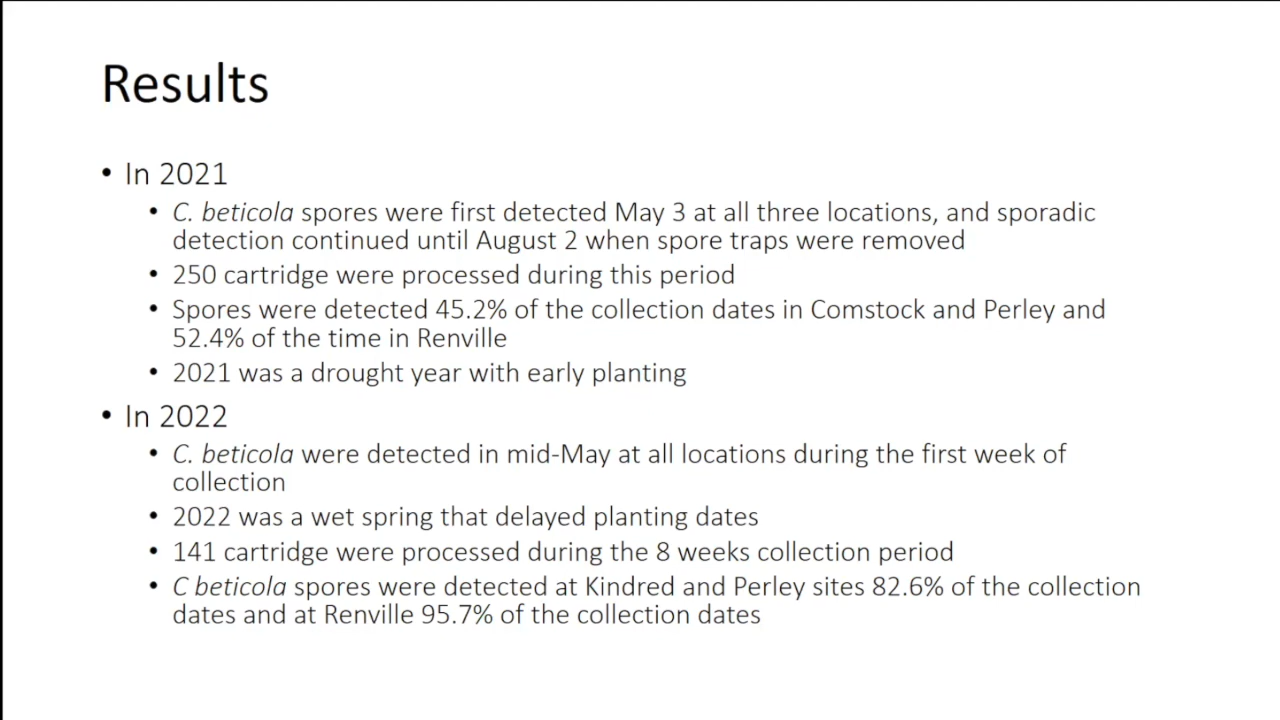 Results
• In 2021
• C. beticola spores were first detected May 3 at all three locations, and sporadic
detection continued until August 2 when spore traps were removed
• 250 cartridge were processed during this period
• Spores were detected 45.2% of the collection dates in Comstock and Perley and
52.4% of the time in Renville
• 2021 was a drought year with early planting
• In 2022
• C. beticola were detected in mid-May at all locations during the first week of
collection
• 2022 was a wet spring that delayed planting dates
• 141 cartridge were processed during the 8 weeks collection period
• C beticola spores were detected at Kindred and Perley sites 82.6% of the collection
dates and at Renville 95.7% of the collection dates